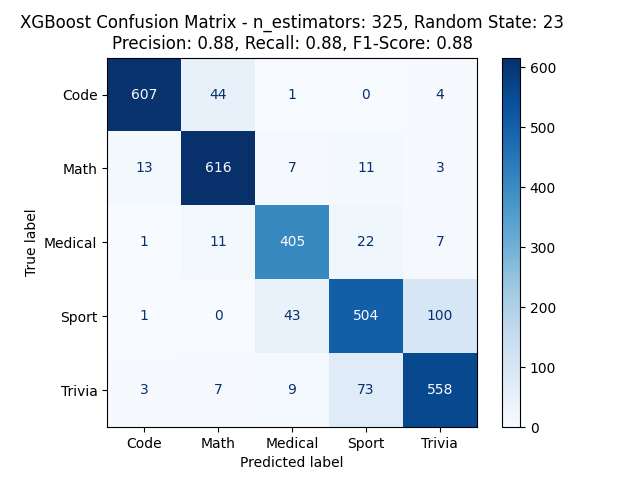 XGBoost Confusion Matrix - n_estimators: 325, Random State: 23
Precision: 0.88, Recall: 0.88, F1-Score: 0.88
True label
Code 607 44 1 0 4
Math 13 616 7 11 3
Medical 1 11 405 22 7
Sport 1 0 43 504 100
Trivia 3 7 9 73 558
Code Math Medical Sport Trivia
Predicted label
600
500
400
300
200
100
0